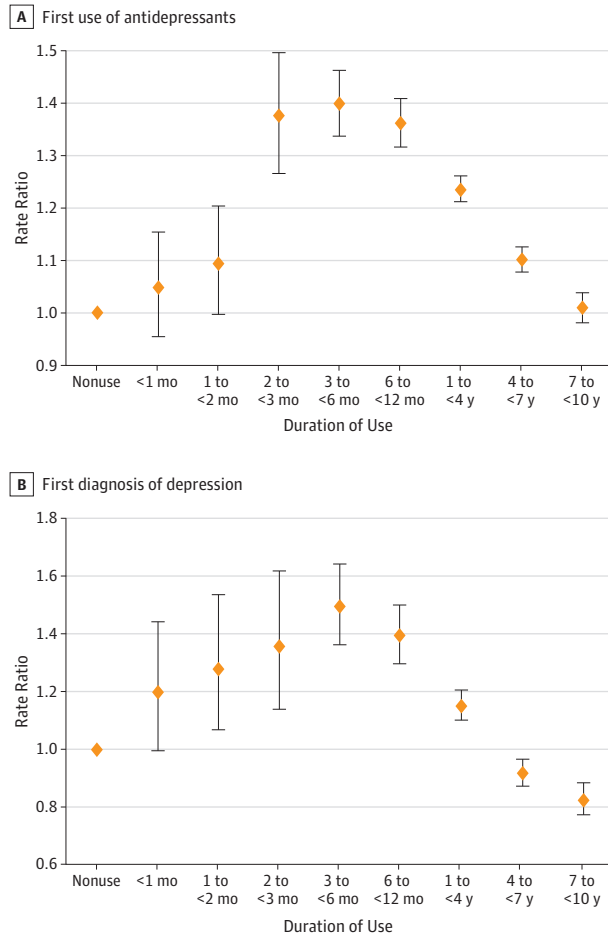 A First use of antidepressants
1.5
1.4
1.3
1.2
1.1
1.0
0.9
Rate Ratio
Nonuse <1 mo 1 to 2 to 3 to 6 to 1 to 4 to 7 to
<2 mo <3 mo <6 mo <12 mo <4 y <7 y <10 y
Duration of Use
B First diagnosis of depression
1.8
1.6
1.4
1.2
1.0
0.8
0.6
Rate Ratio
Nonuse <1 mo 1 to 2 to 3 to 6 to 1 to 4 to 7 to
<2 mo <3 mo <6 mo <12 mo <4 y <7 y <10 y
Duration of Use